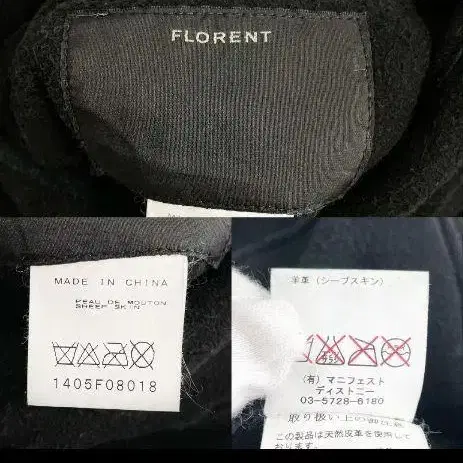 FLORENT
MADE IN CHINA
PEAU DE MOUTON
SHEEP SKIN
1405F08018
羊革（シープスキン）
（有）マニフェスト
ディストニー
03-5728-6180
取り扱い上の
この製品は天然皮革を使用して